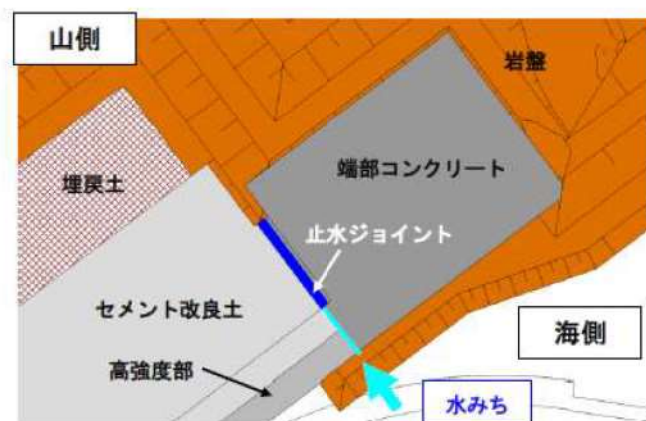 山側
岩盤
端部コンクリート
埋戻土
止水ジョイント
セメント改良土
海側
高強度部
水みち